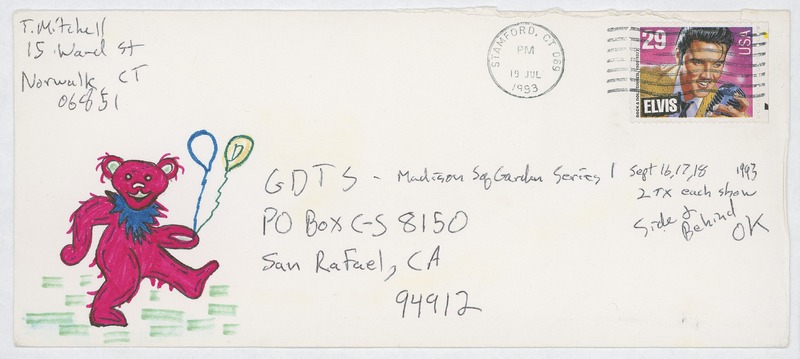 T. Mitchell
15 Ward St
Norwalk, CT
06851
STAMFORD, CT 069
PM
19 JUL
1993
29
USA
ELVIS
GDTS - Madison Sq Garden Series 1 Sept 16,17,18 1993
2 TX each show
Side & Behind OK
PO Box C-S 8150
San Rafael, CA
94912